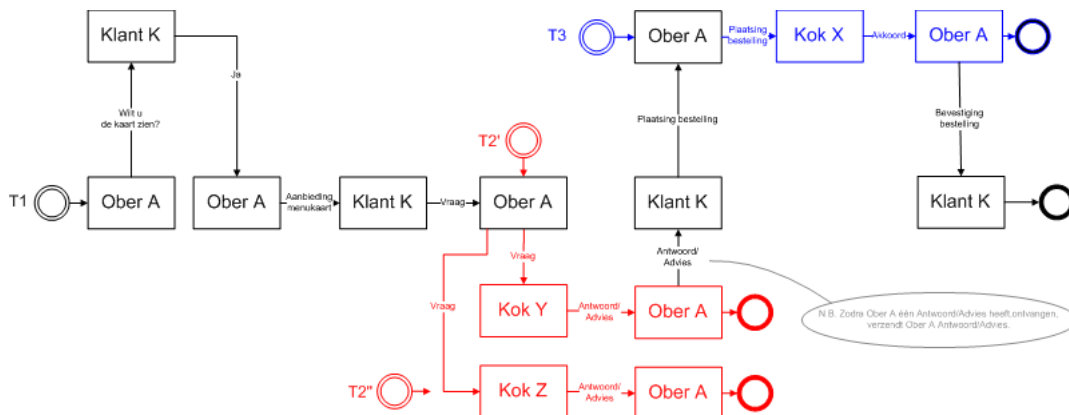 Klant K
Ja
Wilt u
de kaart zien?
T1
Ober A
Ober A
Aanbieding
menukaart
Klant K
Vraag
T2'
Ober A
Vraag
Vraag
Kok Y
Antwoord/
Advies
Ober A
T2"
Kok Z
Antwoord/
Advies
Ober A
Antwoord/
Advies
Klant K
Plaatsing bestelling
T3
Ober A
Plaatsing
bestelling
Kok X
Akkoord
Ober A
Bevestiging
bestelling
Klant K
N.B. Zodra Ober A één Antwoord/Advies heeft ontvangen,
verzendt Ober A Antwoord/Advies.